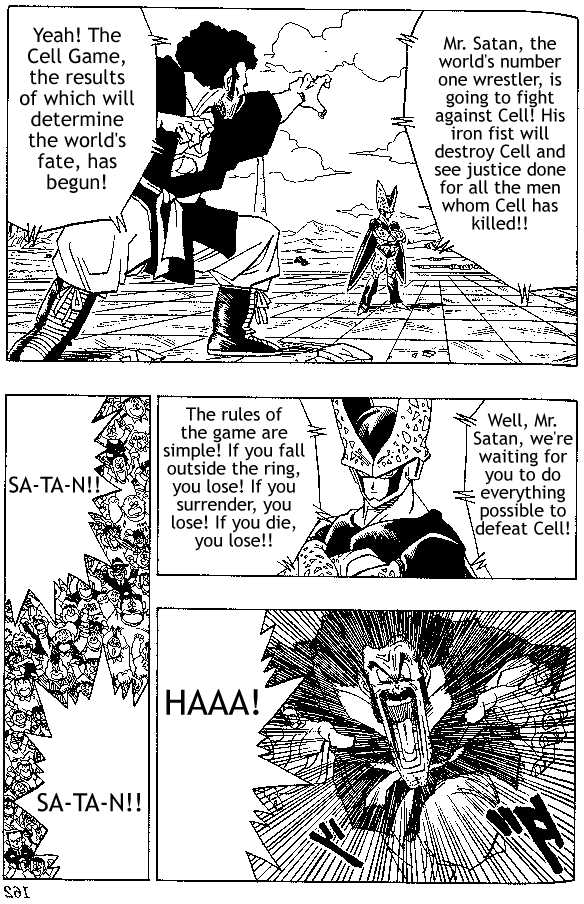 Yeah! The
Cell Game,
the results
of which will
determine
the world's
fate, has
begun!
Mr. Satan, the
world's number
one wrestler, is
going to fight
against Cell! His
iron fist will
destroy Cell and
see justice done
for all the men
whom Cell has
killed!!
SA-TA-N!!
SA-TA-N!!
The rules of
the game are
simple! If you fall
outside the ring,
you lose! If you
surrender, you
lose! If you die,
you lose!!
Well, Mr.
Satan, we're
waiting for
you to do
everything
possible to
defeat Cell!
HAAA!
162